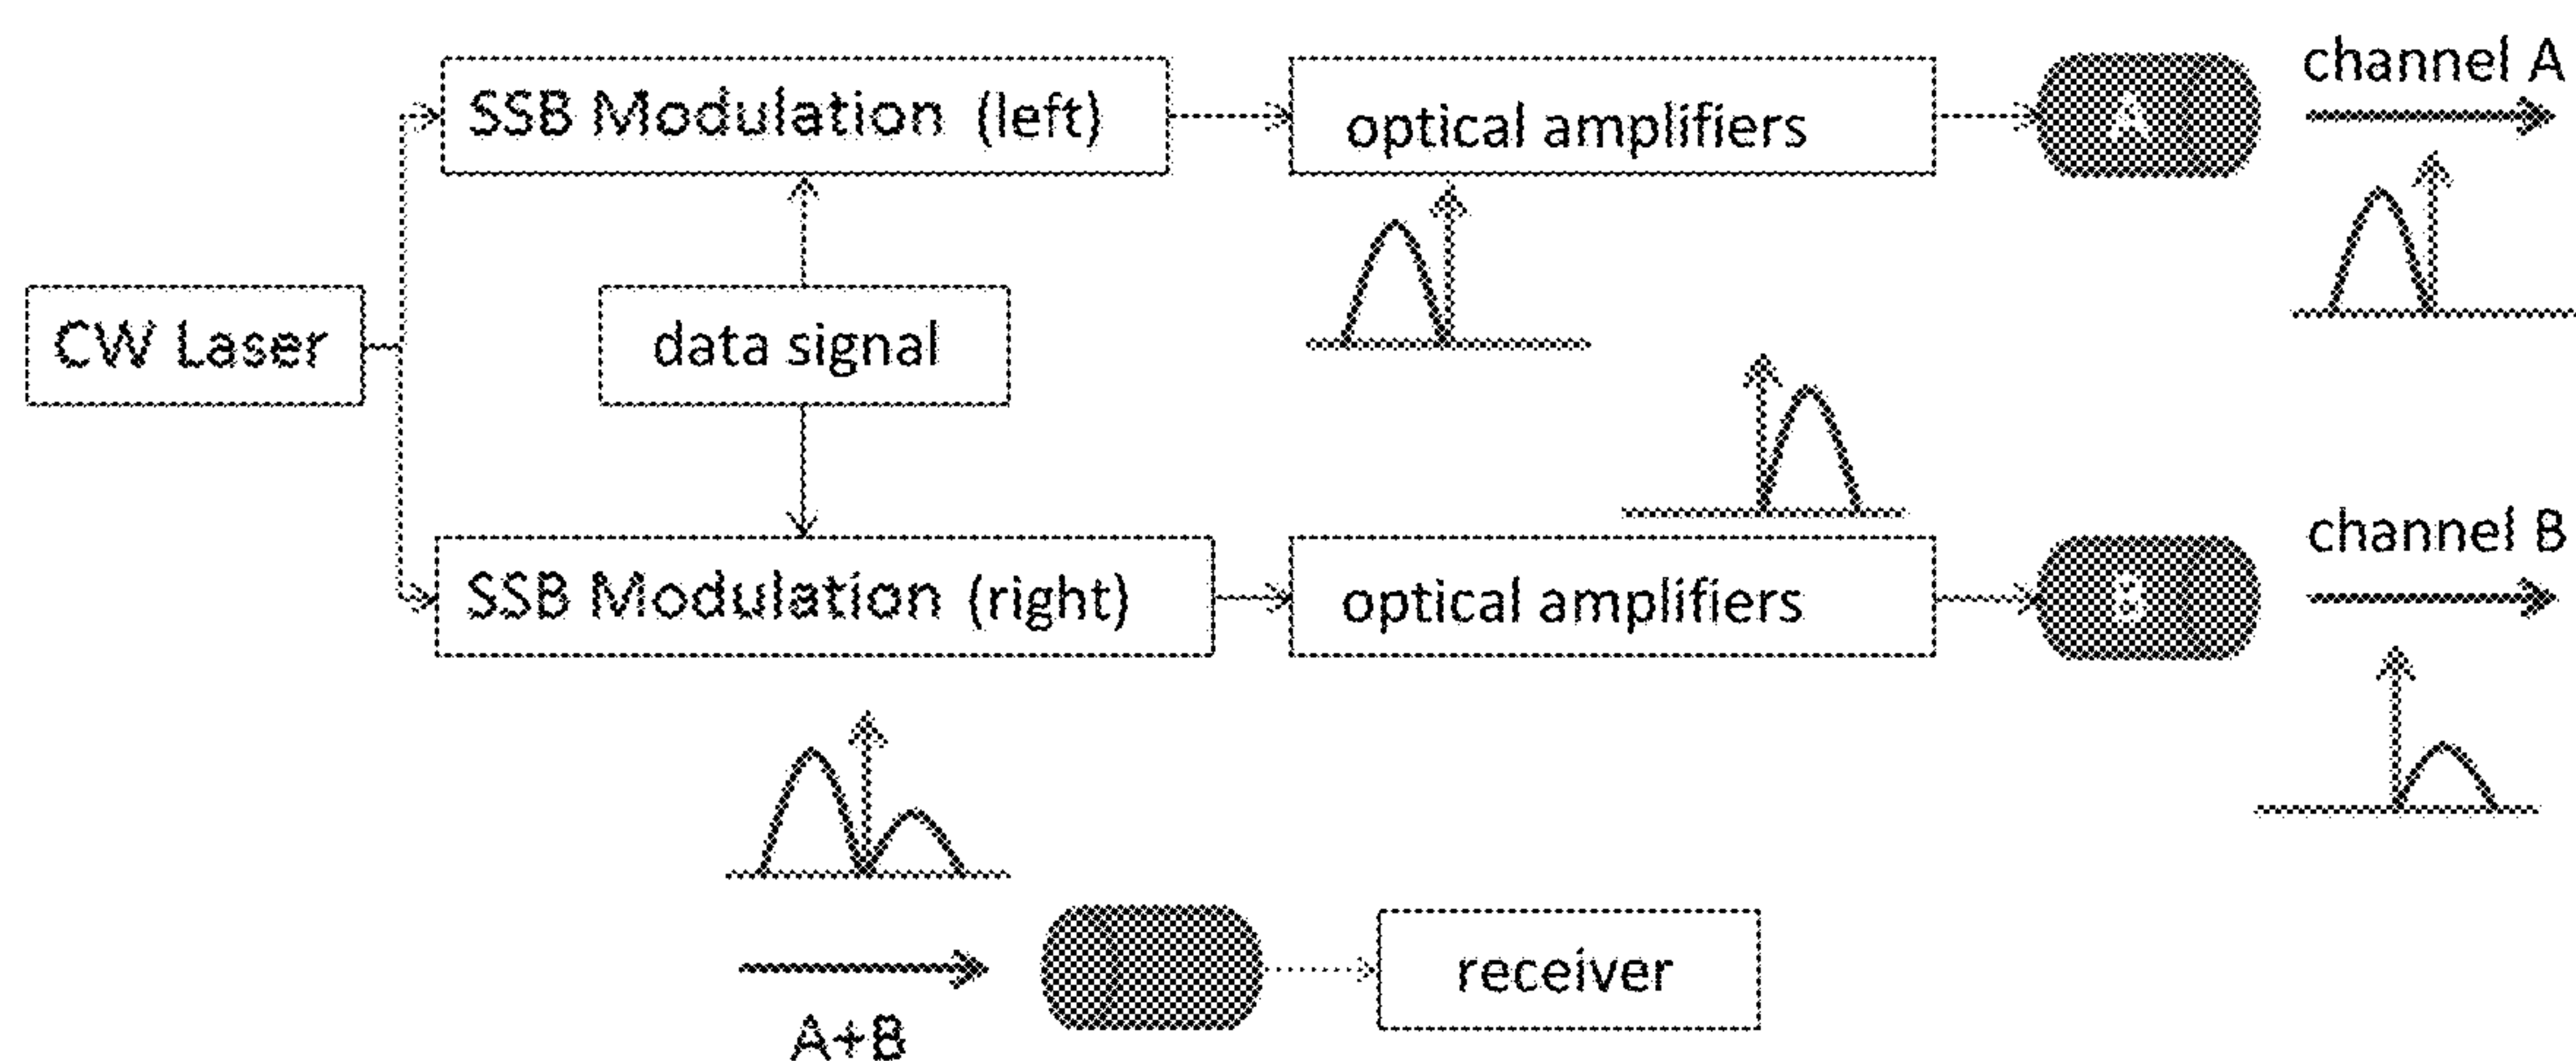 SSB Modulation (left)
optical amplifiers
A
channel A
CW Laser
data signal
SSB Modulation (right)
optical amplifiers
B
channel B
A+B
receiver